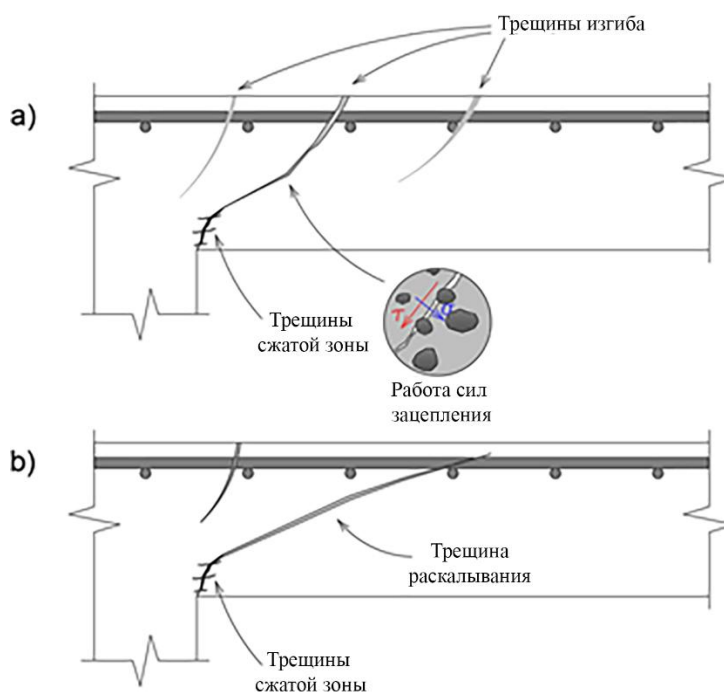 Трещины изгиба
a)
τ
σ
Трещины
сжатой зоны
Работа сил
зацепления
b)
Трещина
раскалывания
Трещины
сжатой зоны